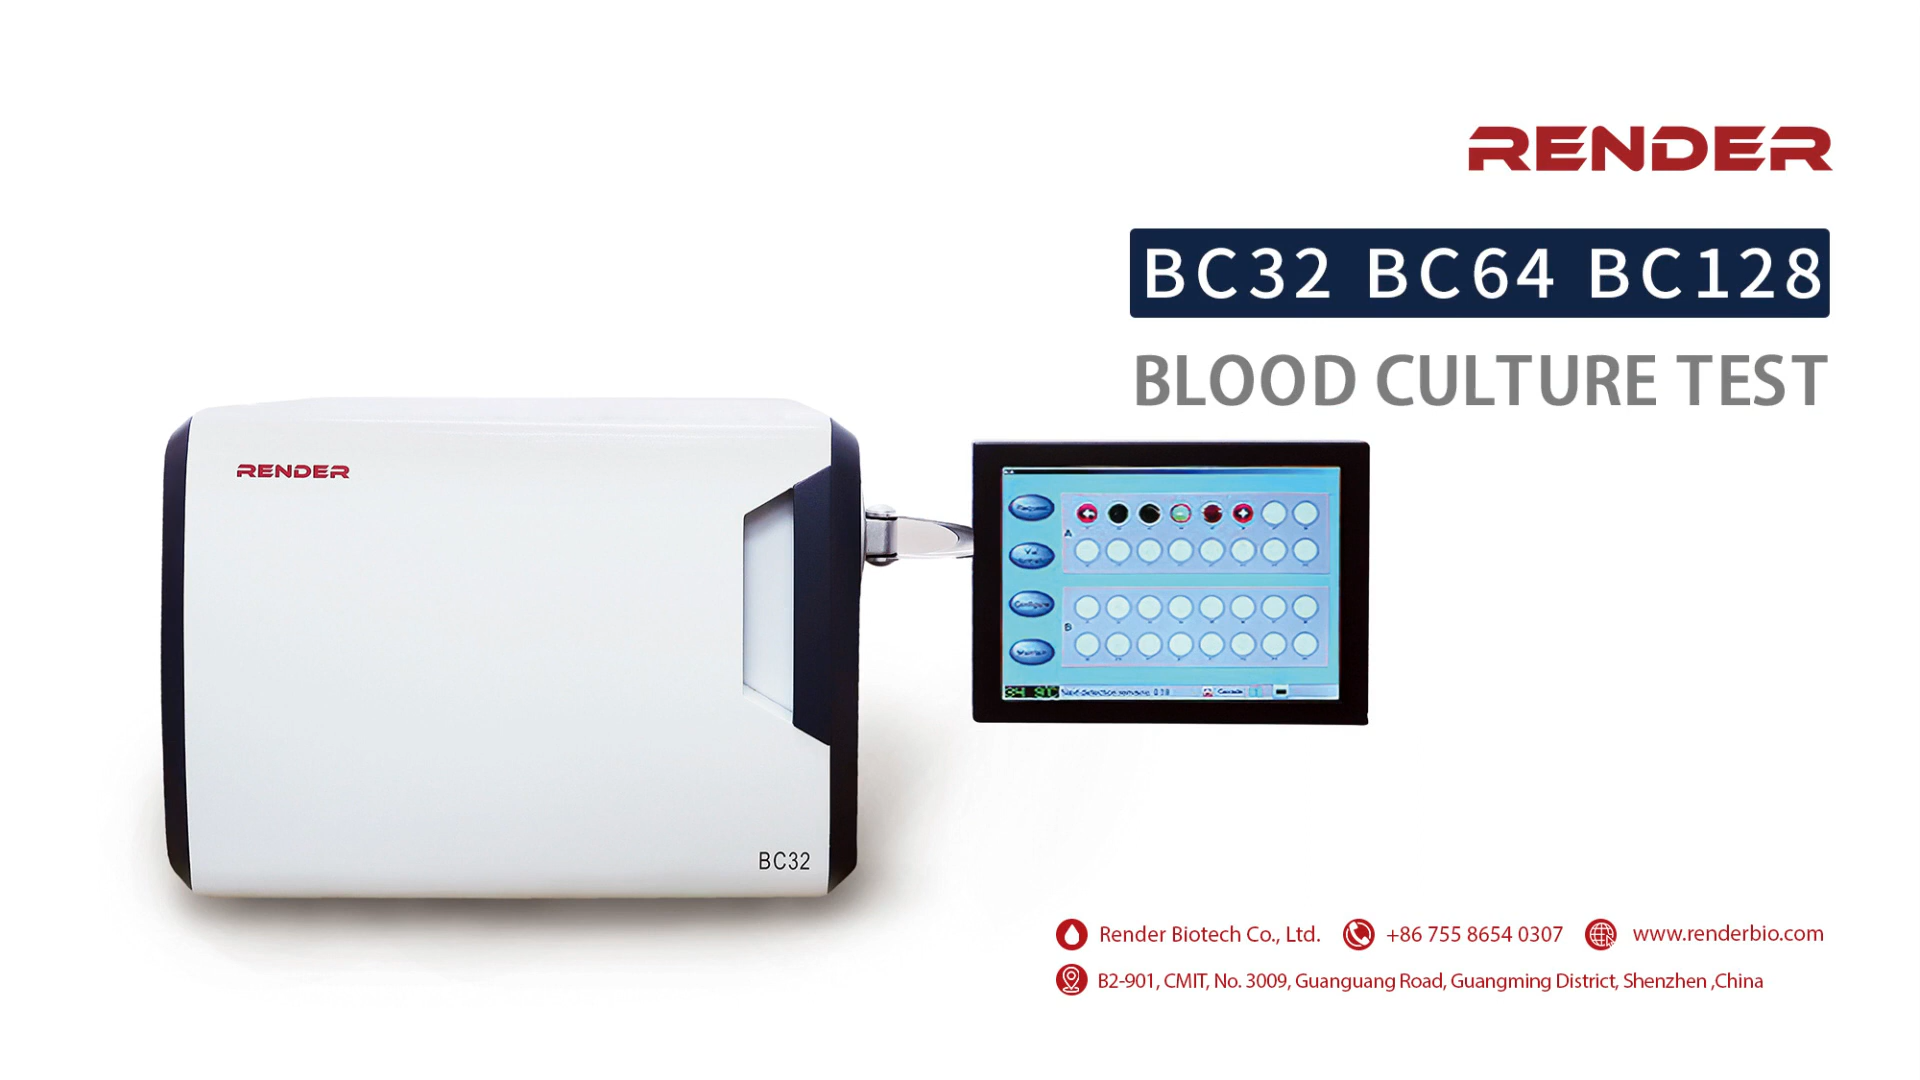 RENDER
BC32 BC64 BC128
BLOOD CULTURE TEST
RENDER
A
B
BC32
Render Biotech Co., Ltd. +86 755 8654 0307 www.renderbio.com
B2-901, CMIT, No. 3009, Guanguang Road, Guangming District, Shenzhen ,China